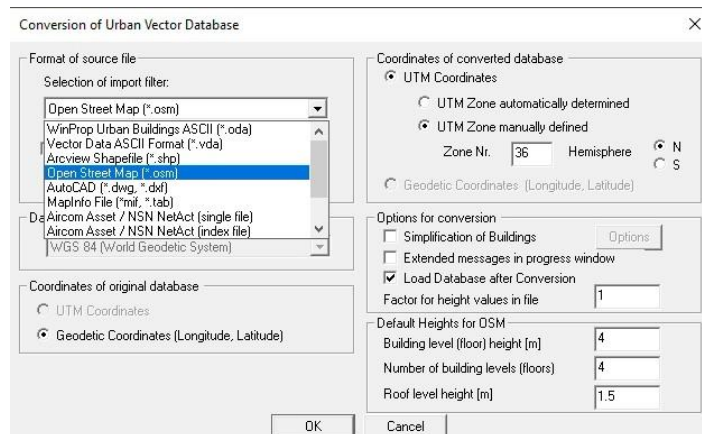 Conversion of Urban Vector Database
Format of source file
Selection of import filter:
Open Street Map (*.osm)
WinProp Urban Buildings ASCII (*.oda)
Vector Data ASCII Format (*.vda)
Arcview Shapefile (*.shp)
Open Street Map (*.osm)
AutoCAD (*.dwg, *.dxf)
MapInfo File (*mif, *.tab)
Aircom Asset / NSN NetAct (single file)
Aircom Asset / NSN NetAct (index file)
Da
WGS 84 (World Geodetic System)
Coordinates of original database
UTM Coordinates
Geodetic Coordinates (Longitude, Latitude)
Coordinates of converted database
UTM Coordinates
UTM Zone automatically determined
UTM Zone manually defined
Zone Nr. 36 Hemisphere N
S
Geodetic Coordinates (Longitude, Latitude)
Options for conversion
Simplification of Buildings Options
Extended messages in progress
window
Load Database after Conversion
Factor for height values in file 1
Default Heights for OSM
Building level (floor) height [m] 4
Number of building levels (floors) 4
Roof level height [m] 1.5
OK Cancel